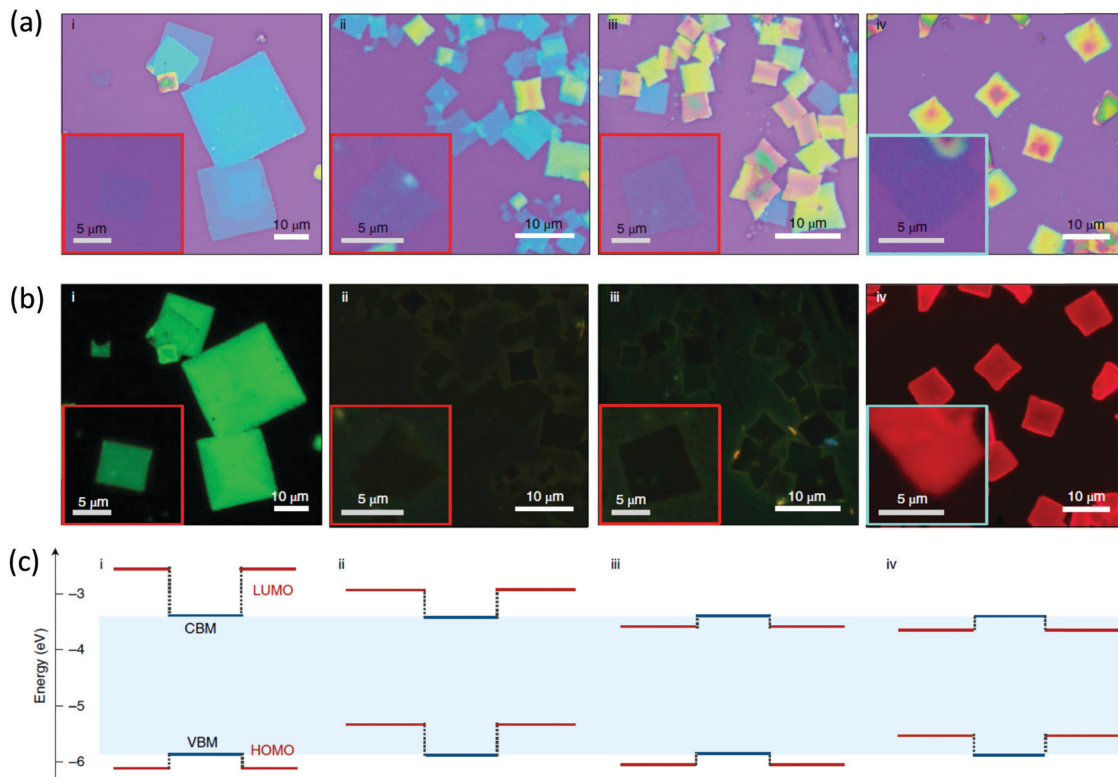 (a)
i
ii
iii
iv
5 μm
10 μm
5 μm
10 μm
5 μm
10 μm
5 μm
10 μm
(b)
i
ii
iii
iv
5 μm
10 μm
5 μm
10 μm
5 μm
10 μm
5 μm
10 μm
(c)
i
ii
iii
iv
Energy (eV)
–3
–4
–5
–6
LUMO
CBM
VBM
HOMO